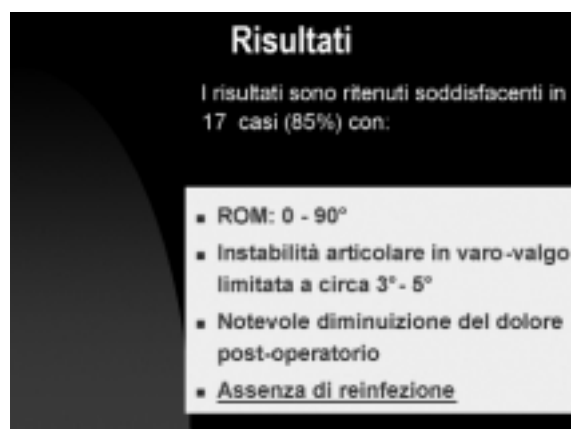 Risultati
I risultati sono ritenuti soddisfacenti in
17 casi (85%) con:
▪ ROM: 0 - 90°
▪ Instabilità articolare in varo-valgo
limitata a circa 3°- 5°
▪ Notevole diminuizione del dolore
post-operatorio
▪ Assenza di reinfezione